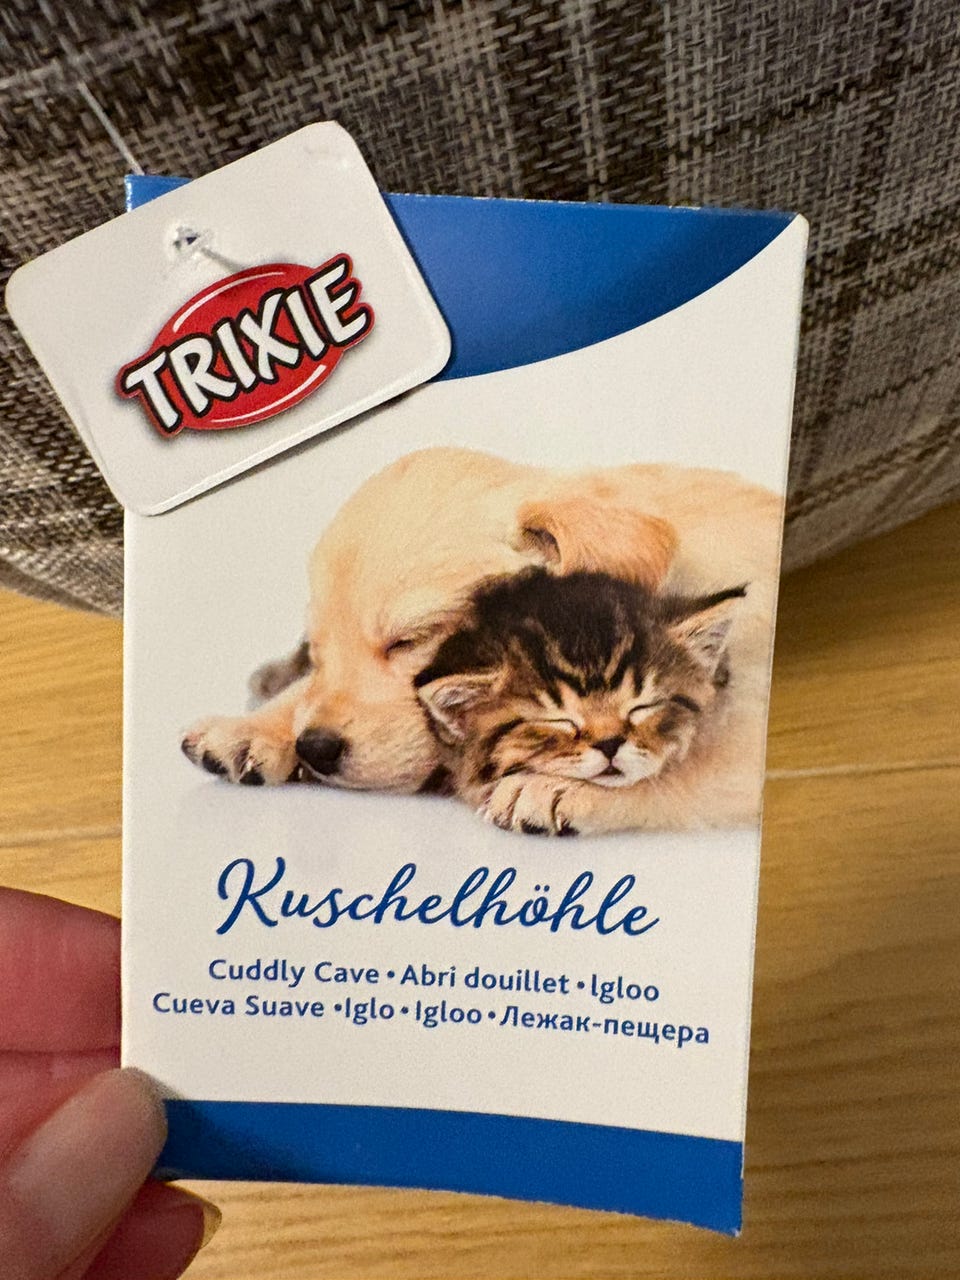 TRIXIE
Kuschelhöhle
Cuddly Cave • Abri douillet • Igloo
Cueva Suave • Iglo • Igloo • Лежак-пещера